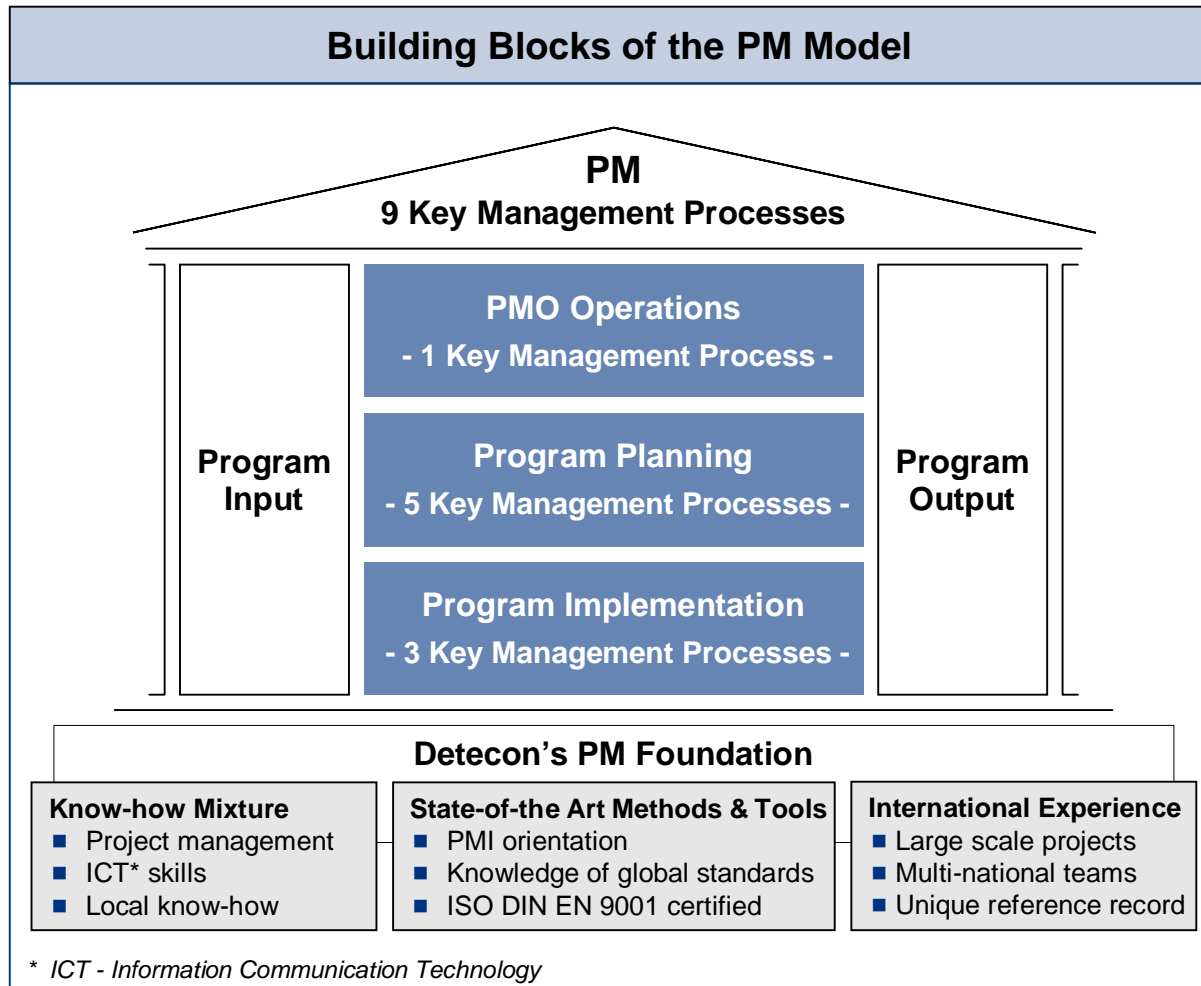 Building Blocks of the PM Model
PM
9 Key Management Processes
PMO Operations
- 1 Key Management Process -
Program
Input
Program Planning
- 5 Key Management Processes -
Program
Output
Program Implementation
- 3 Key Management Processes -
Detecon's PM Foundation
Know-how Mixture
Project management
ICT* skills
Local know-how
State-of-the Art Methods & Tools
PMI orientation
Knowledge of global standards
ISO DIN EN 9001 certified
International Experience
Large scale projects
Multi-national teams
Unique reference record
* ICT - Information Communication Technology